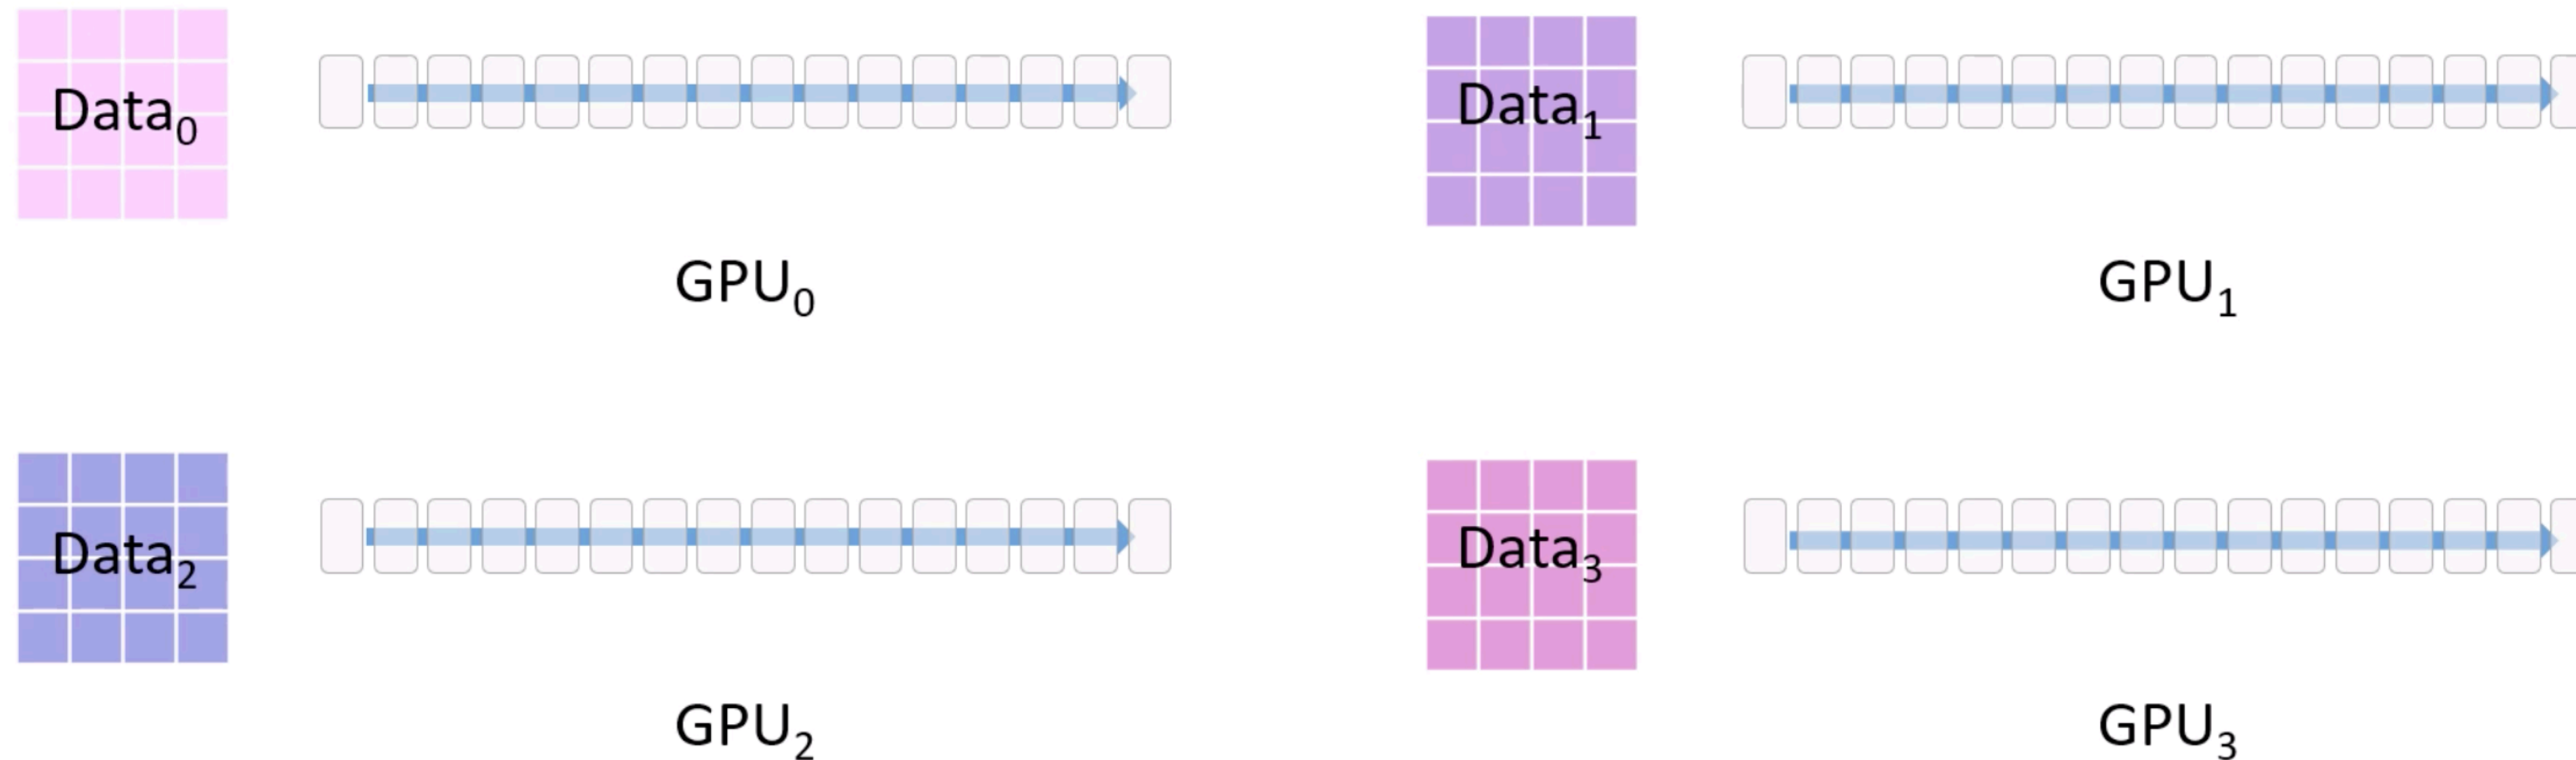 Data₀
Data₁
GPU₀
GPU₁
Data₂
Data₃
GPU₂
GPU₃